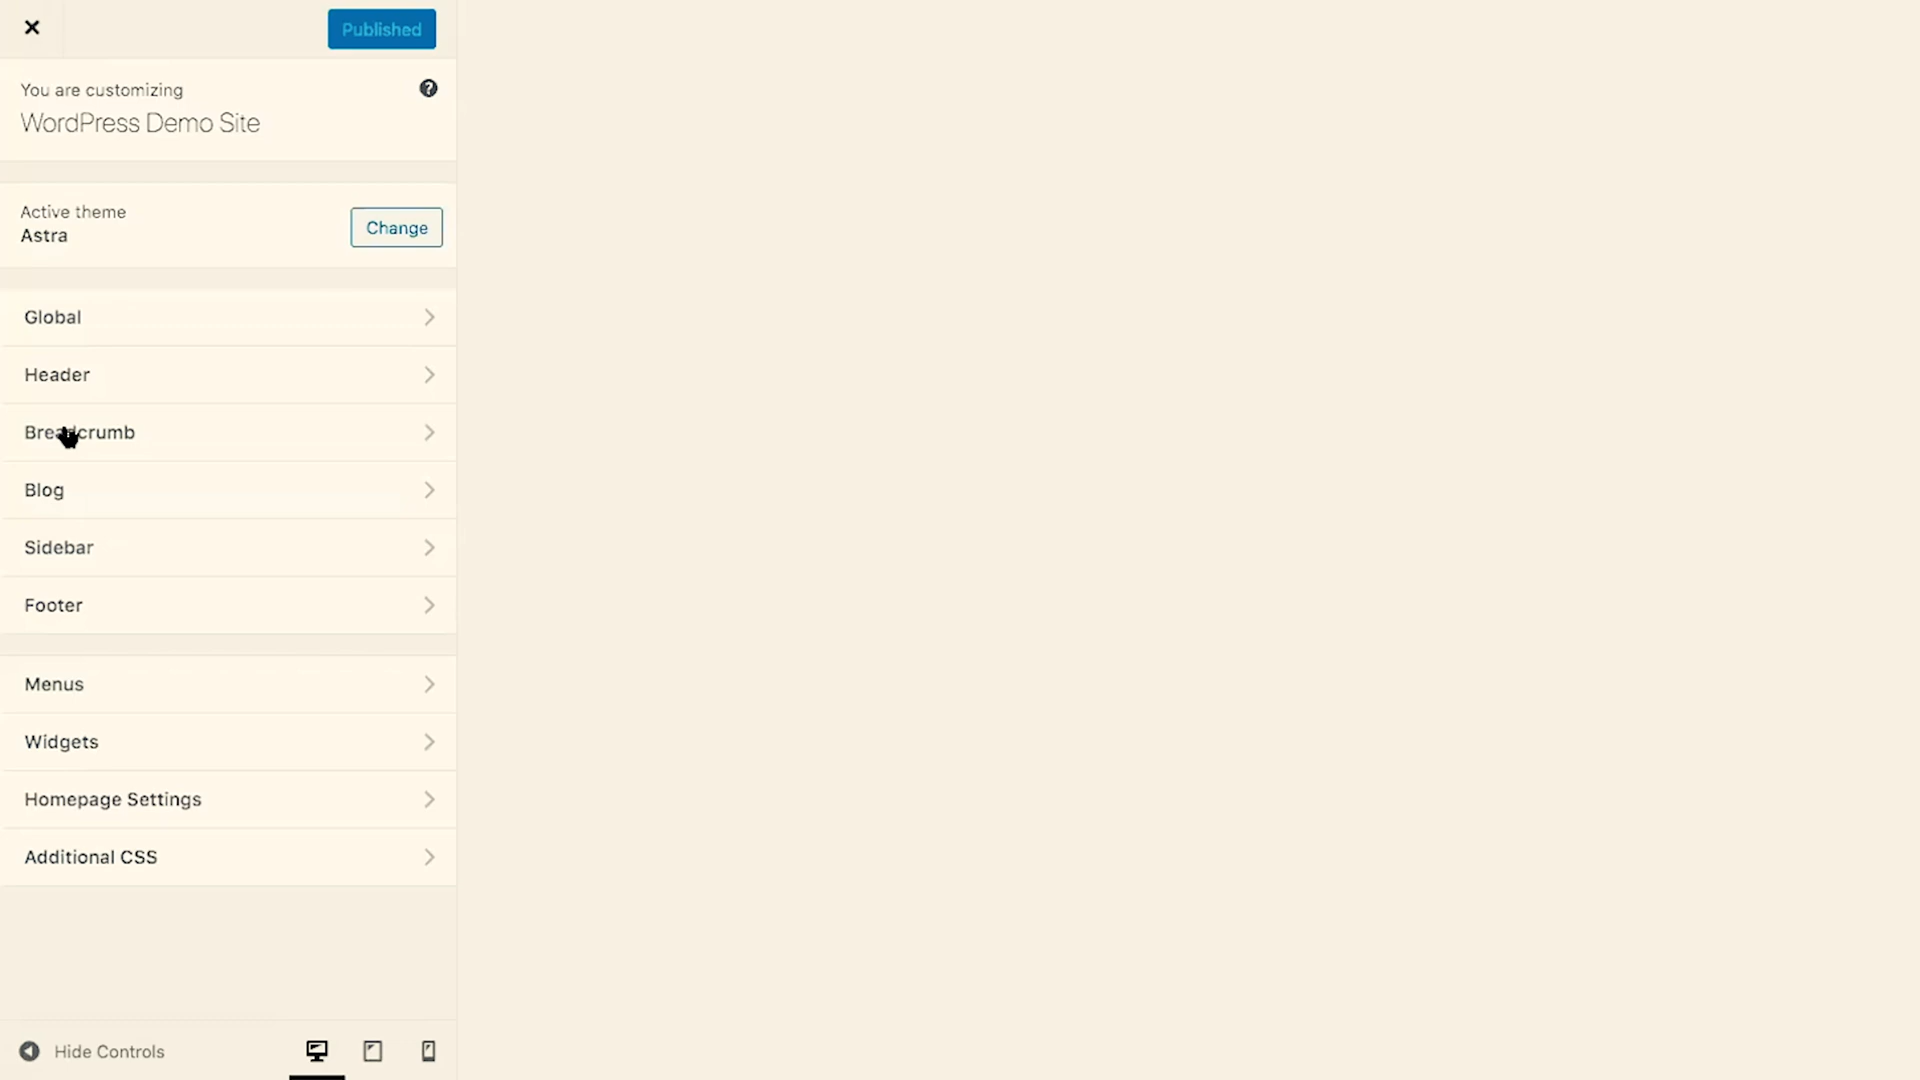 Published
You are customizing
WordPress Demo Site
Active theme
Astra
Change
Global
Header
Breadcrumb
Blog
Sidebar
Footer
Menus
Widgets
Homepage Settings
Additional CSS
Hide Controls